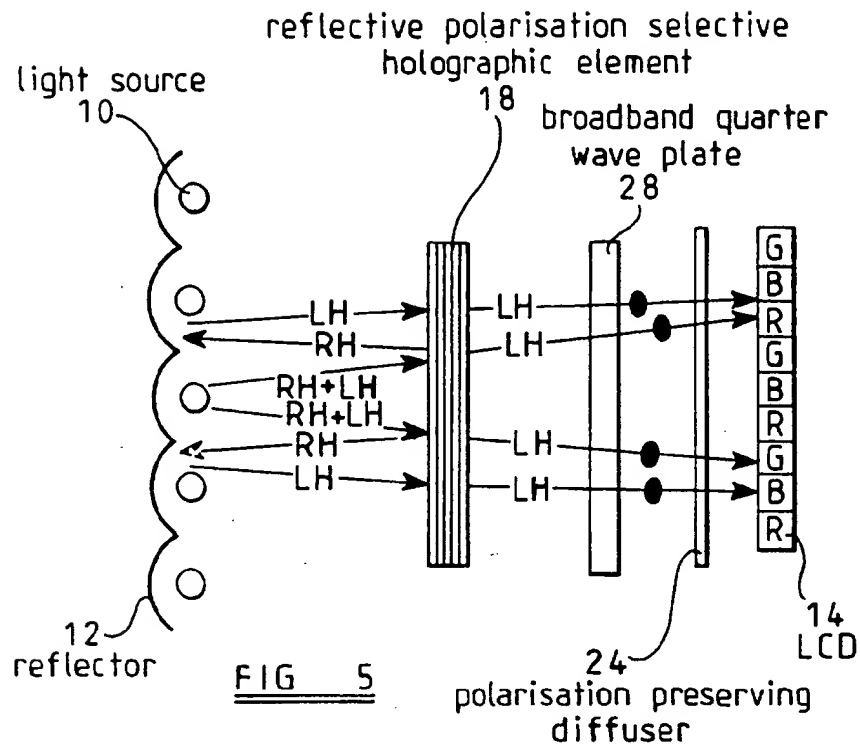 reflective polarisation selective
holographic element
18
light source
10
broadband quarter
wave plate
28
LH
RH
RH+LH
RH+LH
RH
LH
LH
LH
LH
LH
G
B
R
G
B
R
G
B
R
12
reflector
FIG 5
24
polarisation preserving
diffuser
14
LCD